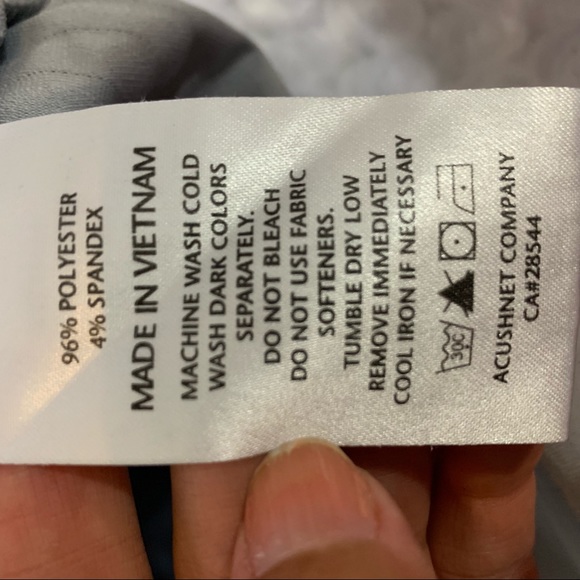 96% POLYESTER
4% SPANDEX
MADE IN VIETNAM
MACHINE WASH COLD
WASH DARK COLORS
SEPARATELY.
DO NOT BLEACH
DO NOT USE FABRIC
SOFTENERS.
TUMBLE DRY LOW
REMOVE IMMEDIATELY
COOL IRON IF NECESSARY
30C
ACUSHNET COMPANY
CA#28544